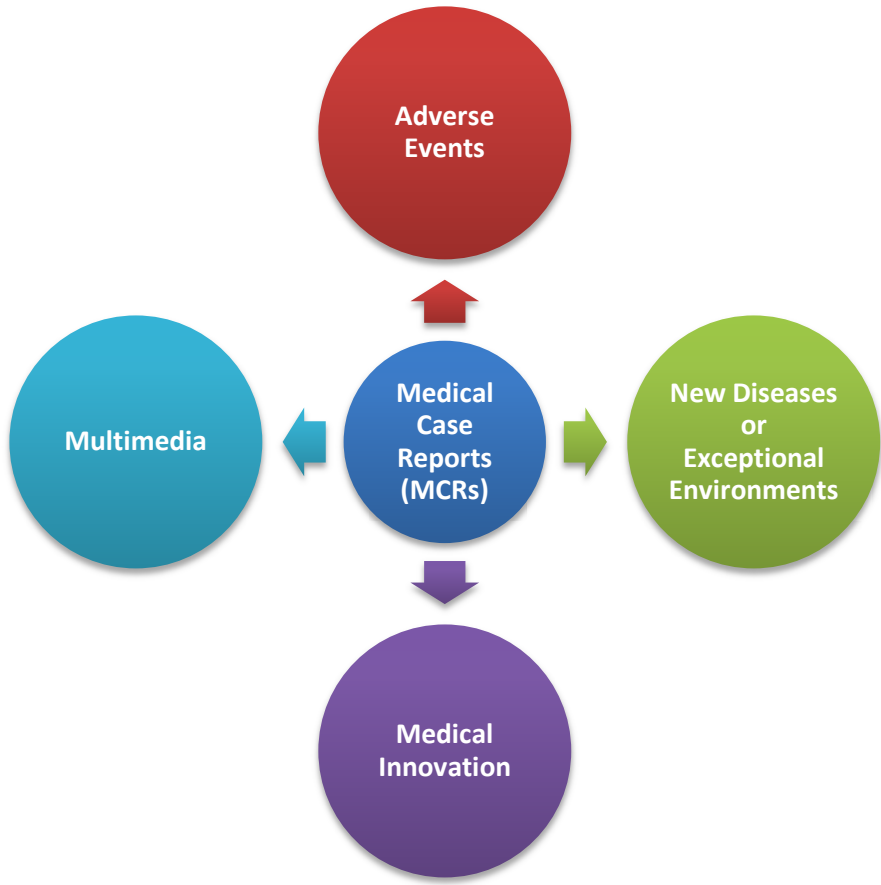 Adverse
Events
Multimedia
Medical
Case
Reports
(MCRs)
New Diseases
or
Exceptional
Environments
Medical
Innovation